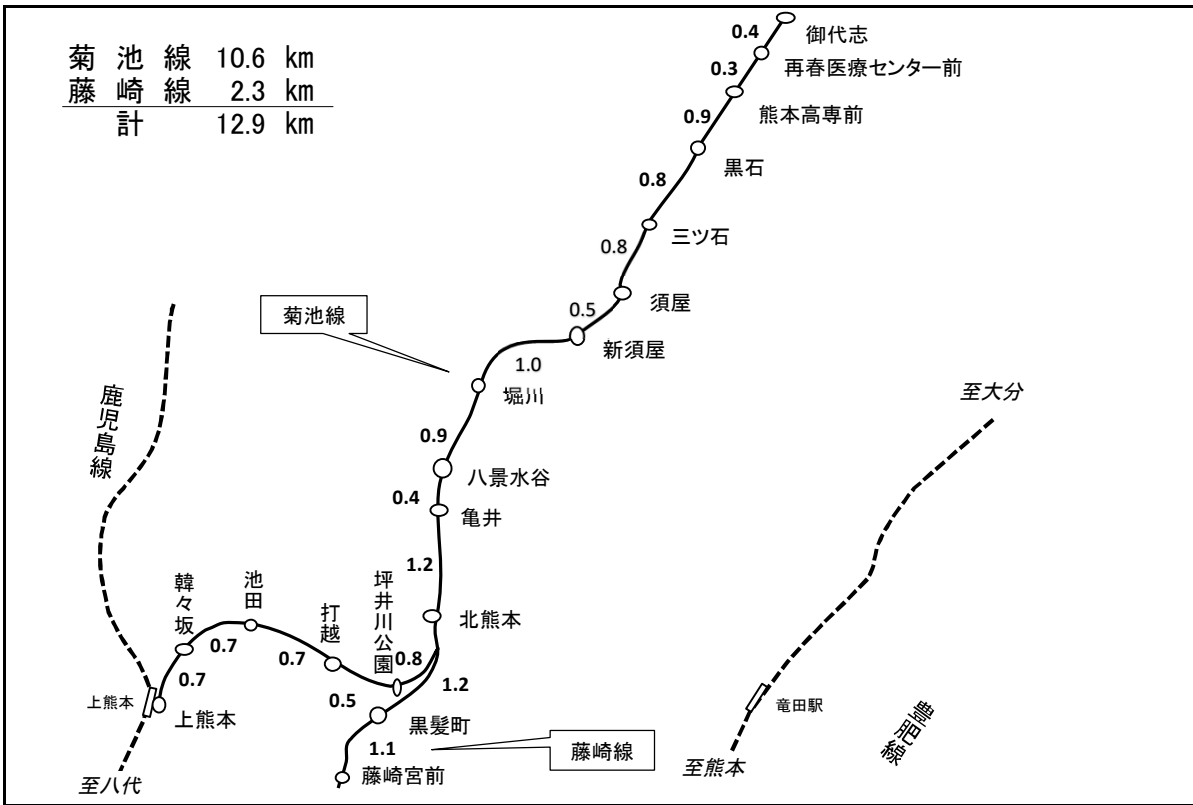 菊池線 10.6 km
藤崎線 2.3 km
計 12.9 km
御代志
0.4
再春医療センター前
0.3
熊本高専前
0.9
黒石
0.8
三ツ石
0.8
須屋
0.5
新須屋
菊池線
1.0
堀川
0.9
八景水谷
0.4
亀井
1.2
北熊本
鹿児島線
韓々坂
池田
打越
坪井川公園
0.7
0.7
0.8
0.7
0.5
1.2
上熊本
上熊本
黒髪町
1.1
藤崎線
藤崎宮前
至八代
至大分
竜田駅
豊肥線
至熊本